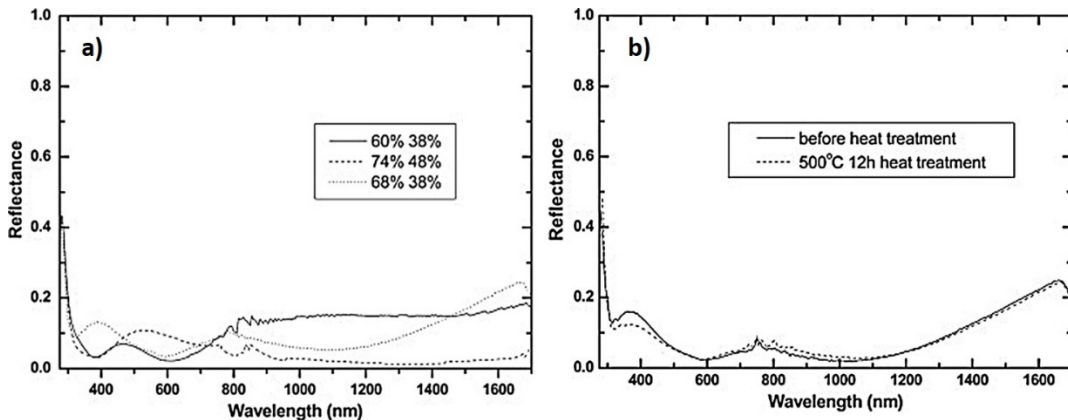 a)
1.0
0.8
0.6
0.4
0.2
0.0
Reflectance
60% 38%
74% 48%
68% 38%
400 600 800 1000 1200 1400 1600
Wavelength (nm)
b)
1.0
0.8
0.6
0.4
0.2
0.0
Reflectance
before heat treatment
500°C 12h heat treatment
400 600 800 1000 1200 1400 1600
Wavelength (nm)